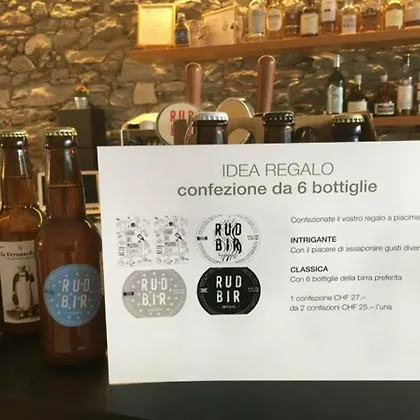 IDEA REGALO
confezione da 6 bottiglie
Confezionate il vostro regalo a piacime
INTRIGANTE
Con il piacere di assaporare gusti diver
CLASSICA
Con 6 bottiglie della birra preferita
1 confezione CHF 27.–
da 2 confezioni CHF 25.– l'una
RUD
BIR
RUD
BIR
RUD
BIR
RUD
BIR
RUD